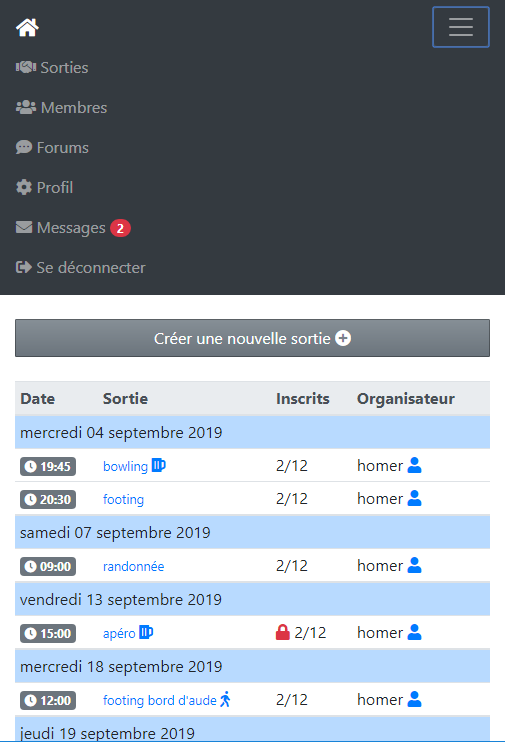 Sorties
Membres
Forums
Profil
Messages 2
Se déconnecter
Créer une nouvelle sortie
Date Sortie Inscrits Organisateur
mercredi 04 septembre 2019
19:45 bowling 2/12 homer
20:30 footing 2/12 homer
samedi 07 septembre 2019
09:00 randonnée 2/12 homer
vendredi 13 septembre 2019
15:00 apéro 2/12 homer
mercredi 18 septembre 2019
12:00 footing bord d'aude 2/12 homer
jeudi 19 septembre 2019